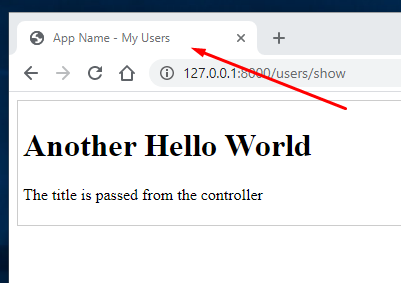 App Name - My Users
127.0.0.1:8000/users/show
Another Hello World
The title is passed from the controller